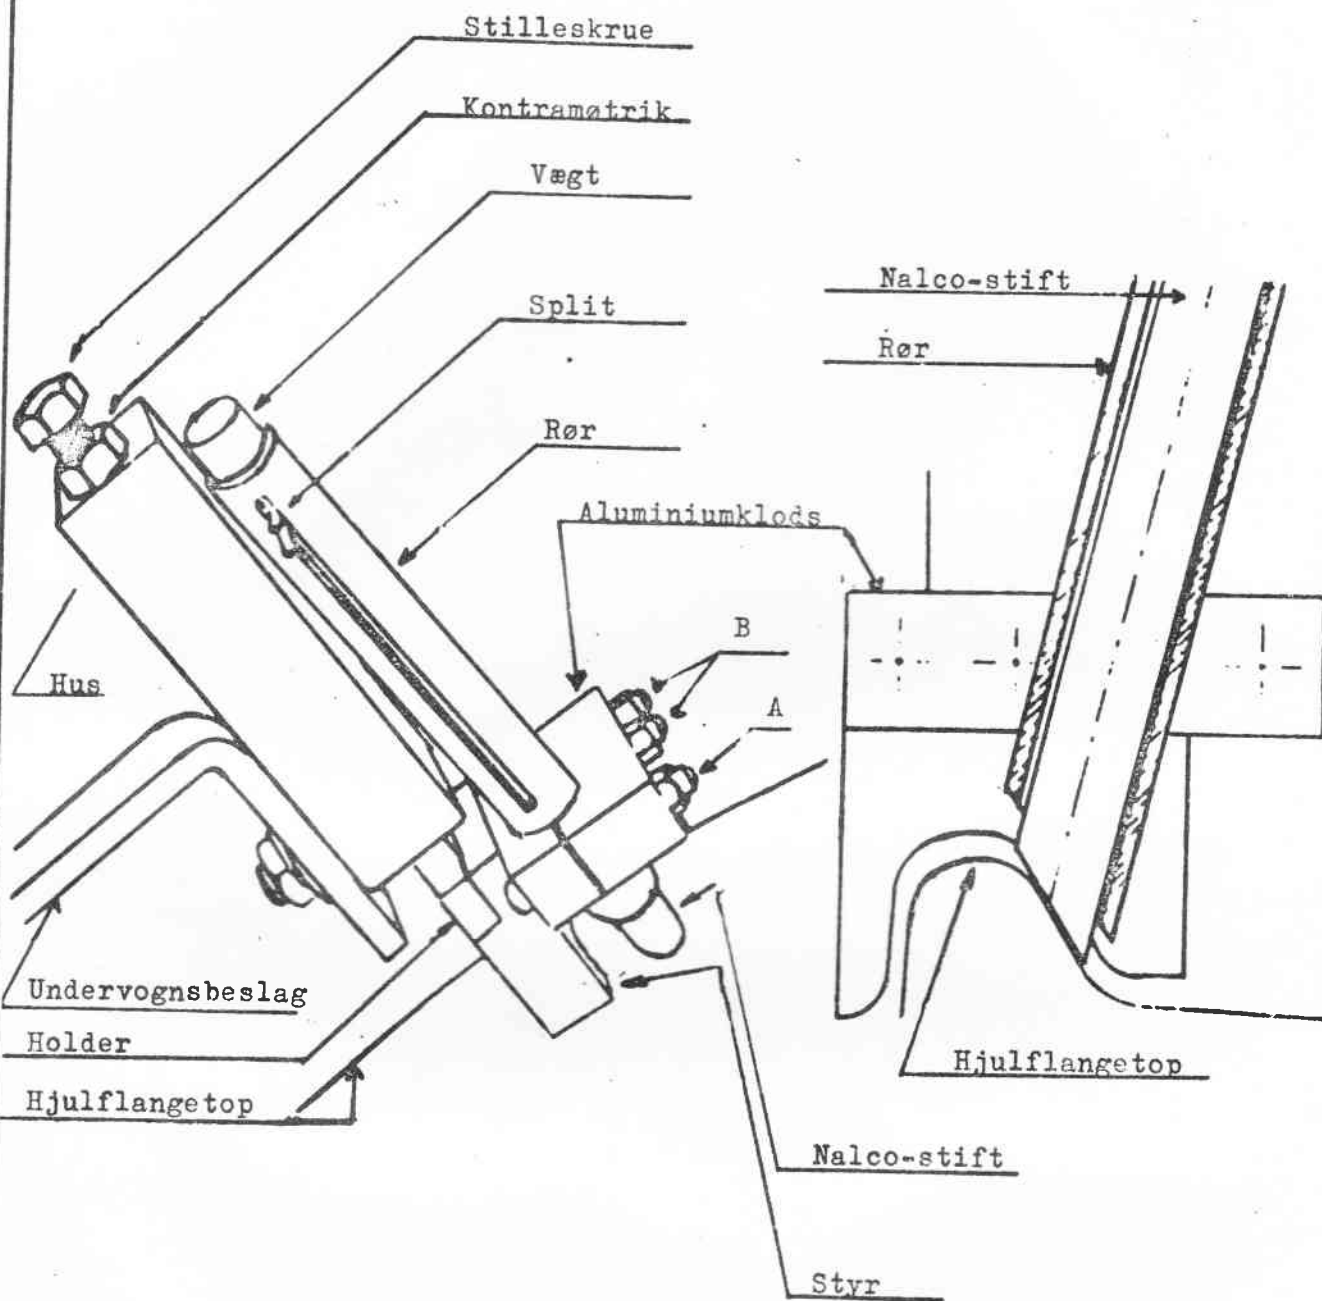 Stilleskrue
Kontramøtrik
Vægt
Split
Rør
Nalco-stift
Rør
Aluminiumklods
B
A
Hus
Undervognsbeslag
Holder
Hjulflangetop
Hjulflangetop
Nalco-stift
Styr